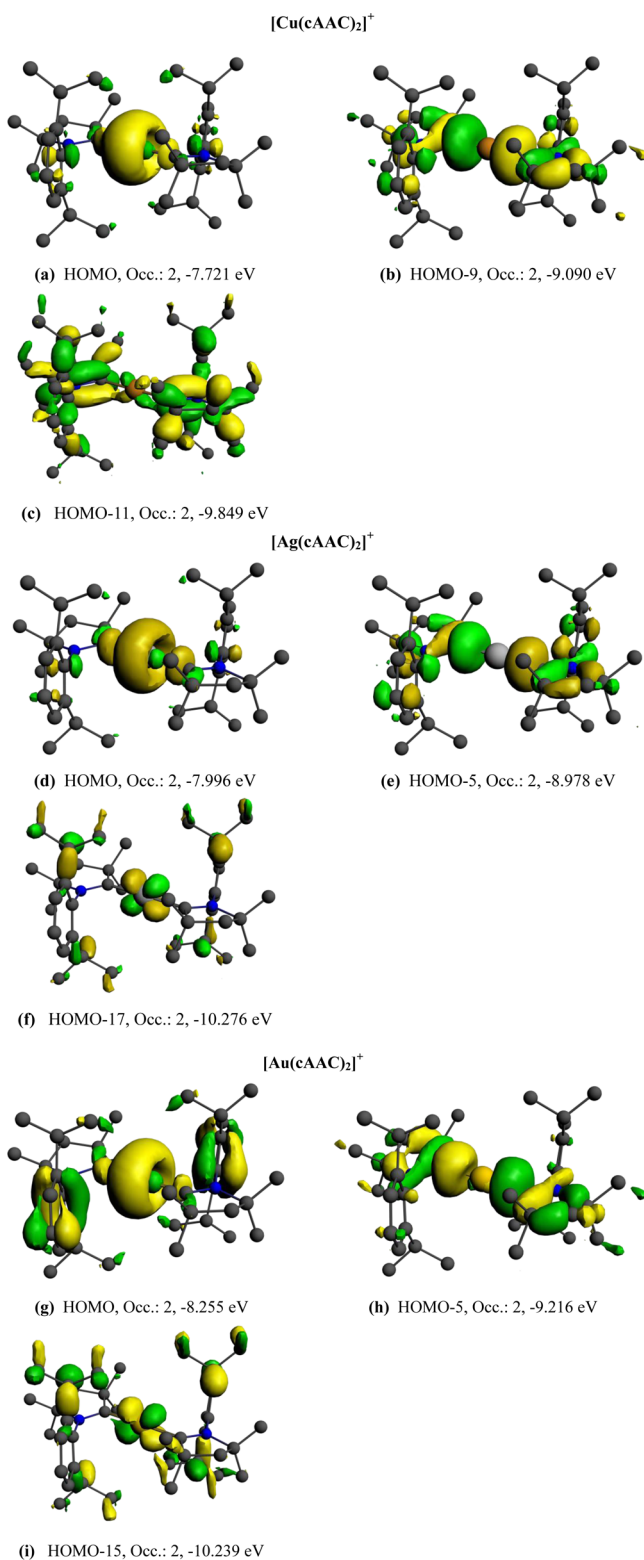 [Cu(cAAC)₂]⁺
(a) HOMO, Occ.: 2, -7.721 eV
(b) HOMO-9, Occ.: 2, -9.090 eV
(c) HOMO-11, Occ.: 2, -9.849 eV
[Ag(cAAC)₂]⁺
(d) HOMO, Occ.: 2, -7.996 eV
(e) HOMO-5, Occ.: 2, -8.978 eV
(f) HOMO-17, Occ.: 2, -10.276 eV
[Au(cAAC)₂]⁺
(g) HOMO, Occ.: 2, -8.255 eV
(h) HOMO-5, Occ.: 2, -9.216 eV
(i) HOMO-15, Occ.: 2, -10.239 eV